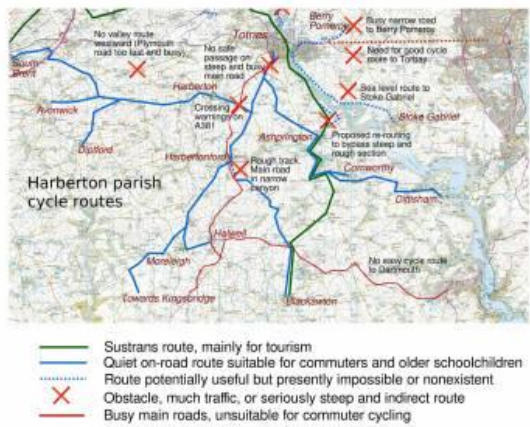 Berry
Pomeroy
Busy narrow road
to Berry Pomeroy
Totnes
No valley route
westward (Plymouth
road too fast and busy)
No safe
passage on
steep and busy
main road
Need for good cycle
route to Torbay
South
Brent
Harberton
Sea level route to
Stoke Gabriel
Avonwick
Crossing
warnings on
A381
Stoke Gabriel
Ashprington
Proposed re-routing
to bypass steep and
rough section
Diptford
Harbertonford
Rough track.
Main road
in narrow
canyon
Cornworthy
Harberton parish
cycle routes
Dittisham
Halwell
Moreleigh
No easy cycle route
to Dartmouth
Towards Kingsbridge
Blackawton
Sustrans route, mainly for tourism
Quiet on-road route suitable for commuters and older schoolchildren
Route potentially useful but presently impossible or nonexistent
Obstacle, much traffic, or seriously steep and indirect route
Busy main roads, unsuitable for commuter cycling